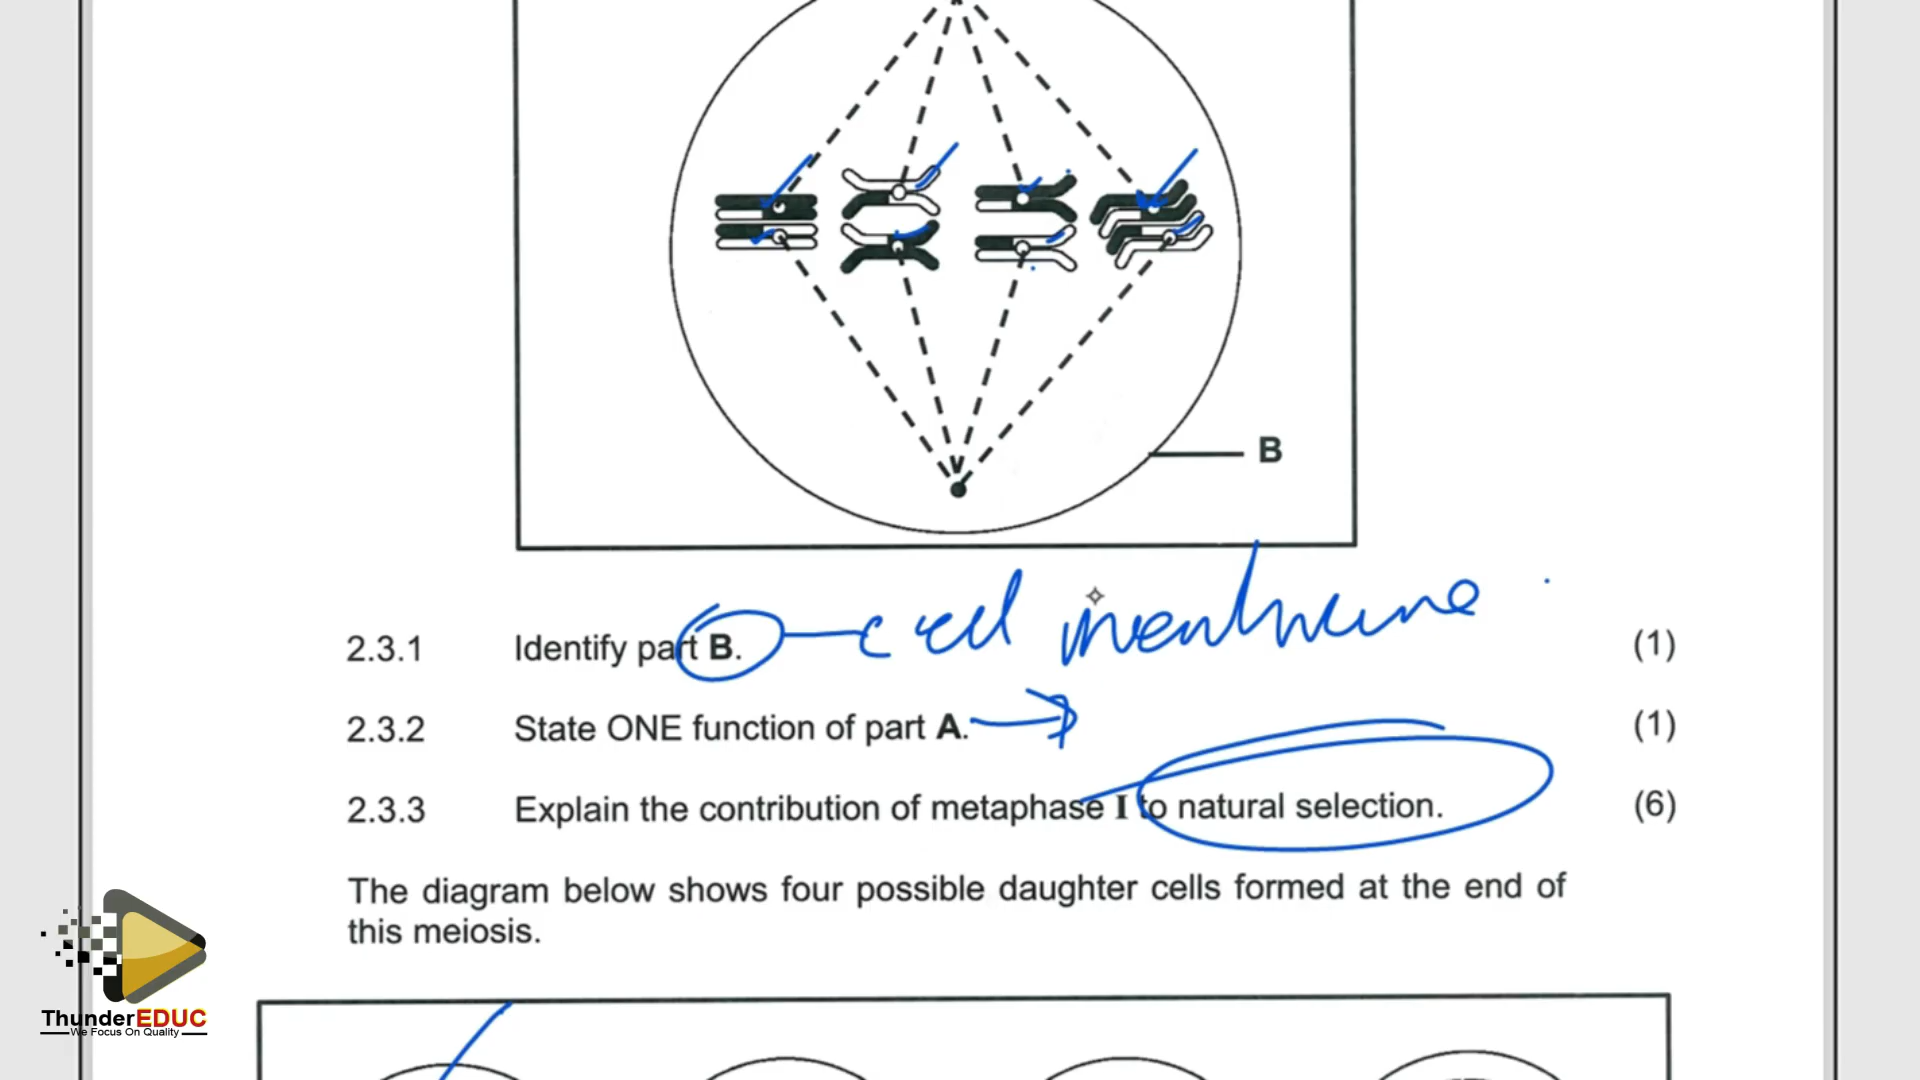 B
2.3.1 Identify part B. cell membrane (1)
2.3.2 State ONE function of part A. (1)
2.3.3 Explain the contribution of metaphase I to natural selection. (6)
The diagram below shows four possible daughter cells formed at the end of
this meiosis.
ThunderEDUC
We Focus On Quality